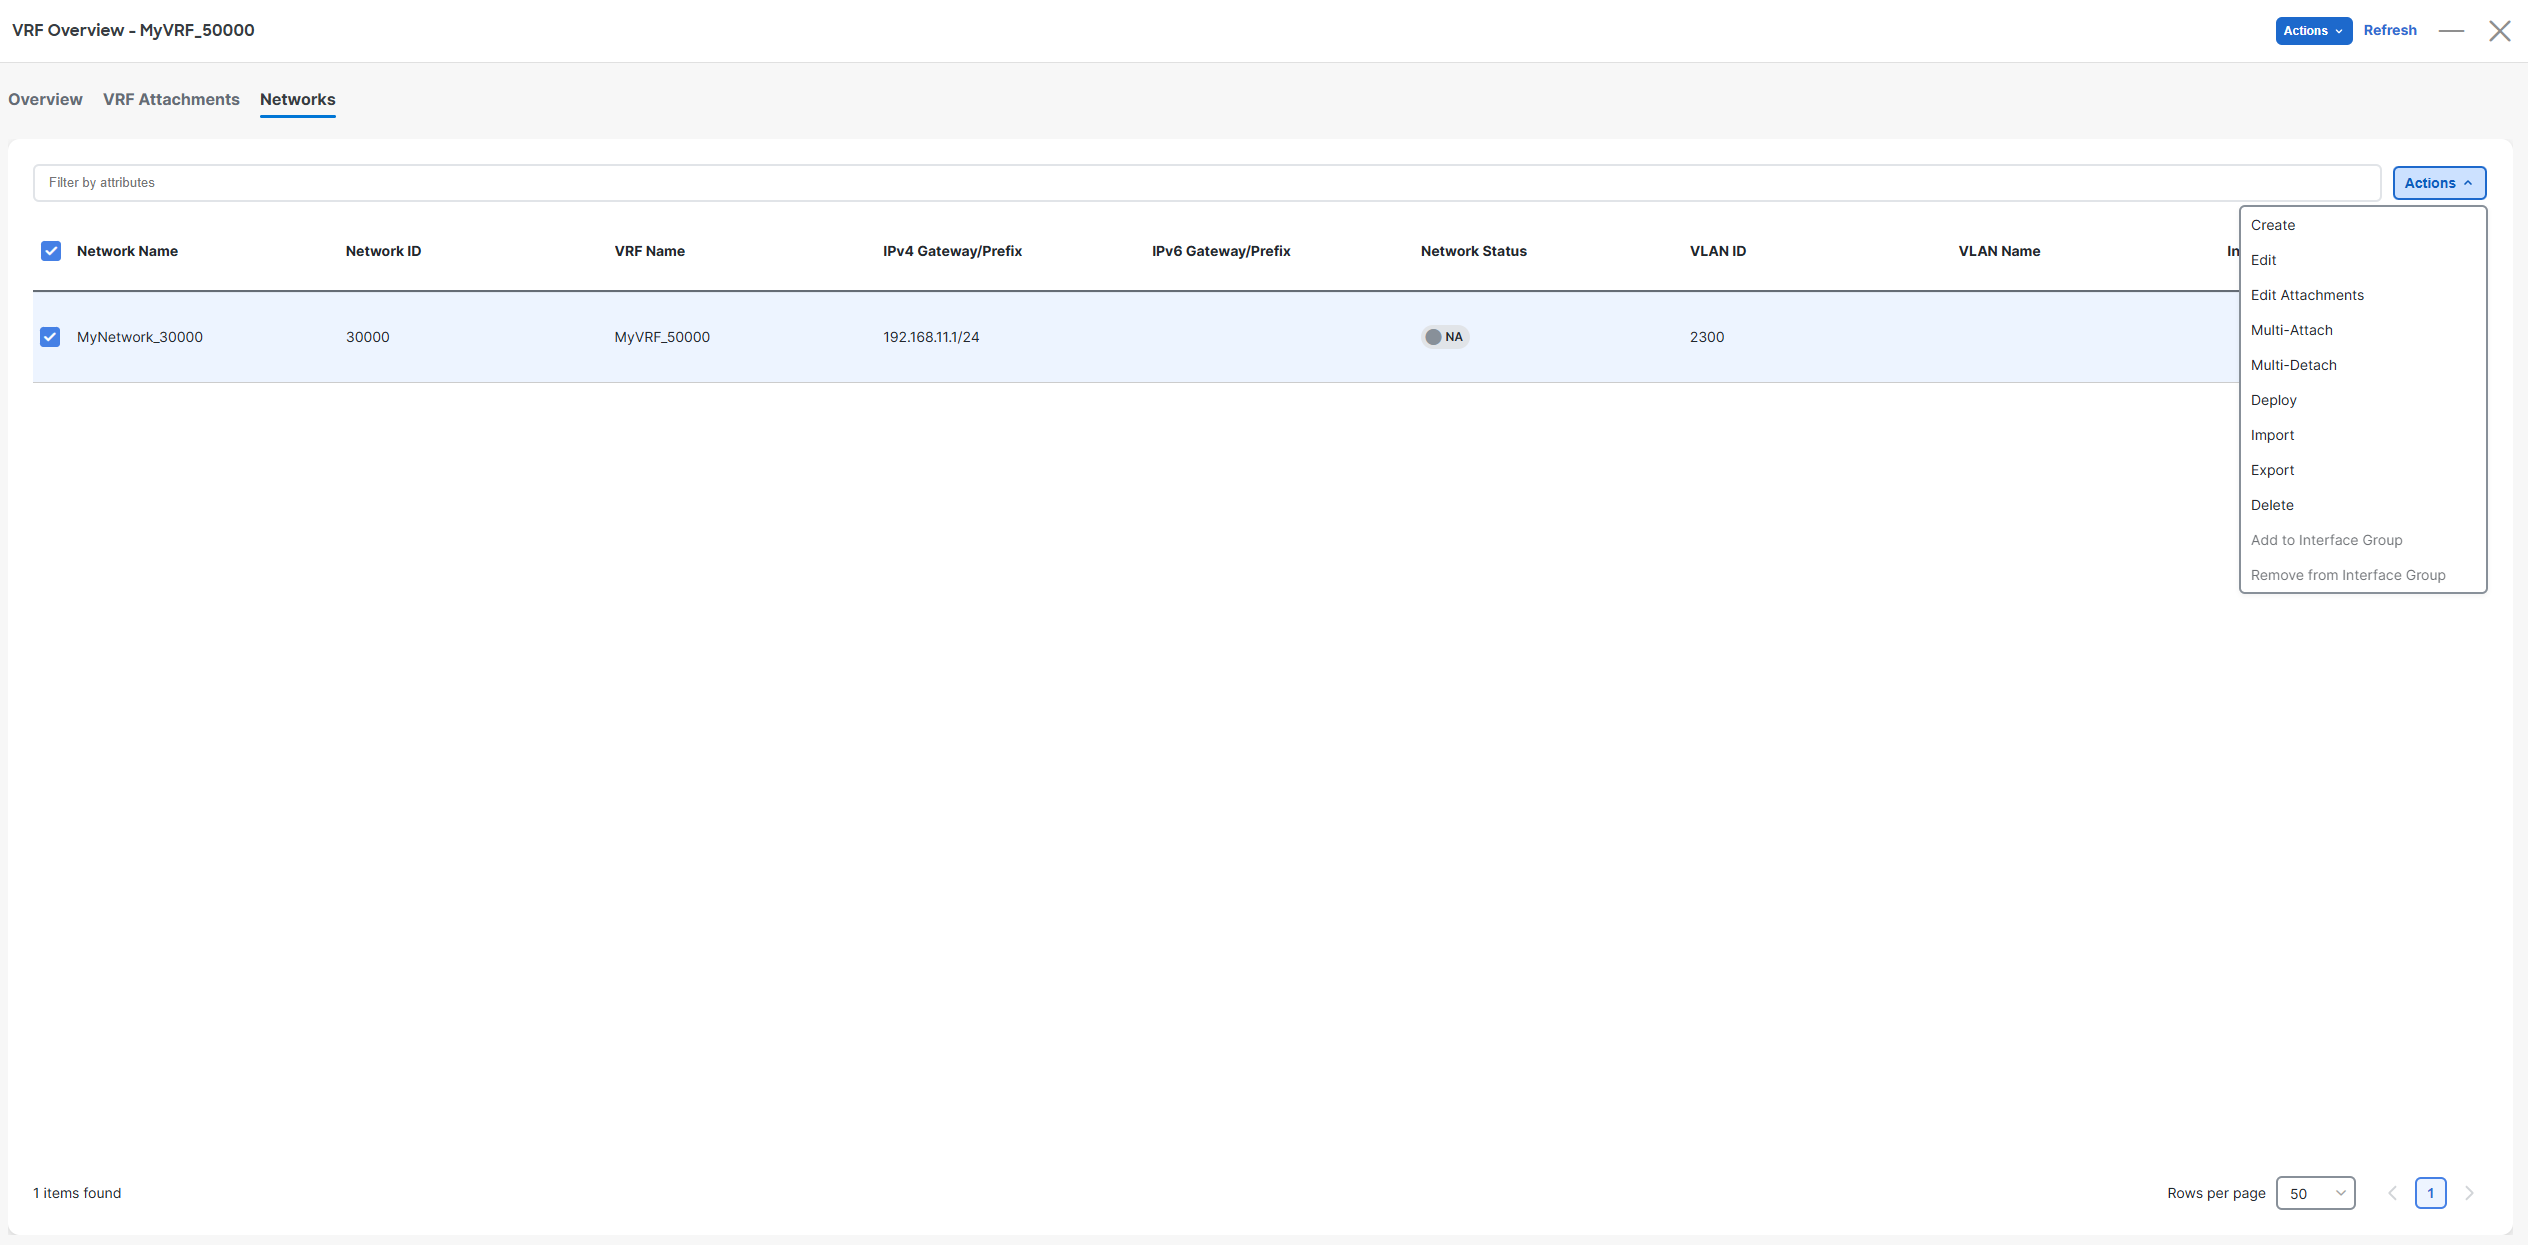 VRF Overview - MyVRF_50000
Actions Refresh
Overview VRF Attachments Networks
Filter by attributes Actions
Network Name Network ID VRF Name IPv4 Gateway/Prefix IPv6 Gateway/Prefix Network Status VLAN ID VLAN Name
MyNetwork_30000 30000 MyVRF_50000 192.168.11.1/24 NA 2300
Create
Edit
Edit Attachments
Multi-Attach
Multi-Detach
Deploy
Import
Export
Delete
Add to Interface Group
Remove from Interface Group
1 items found Rows per page 50 1